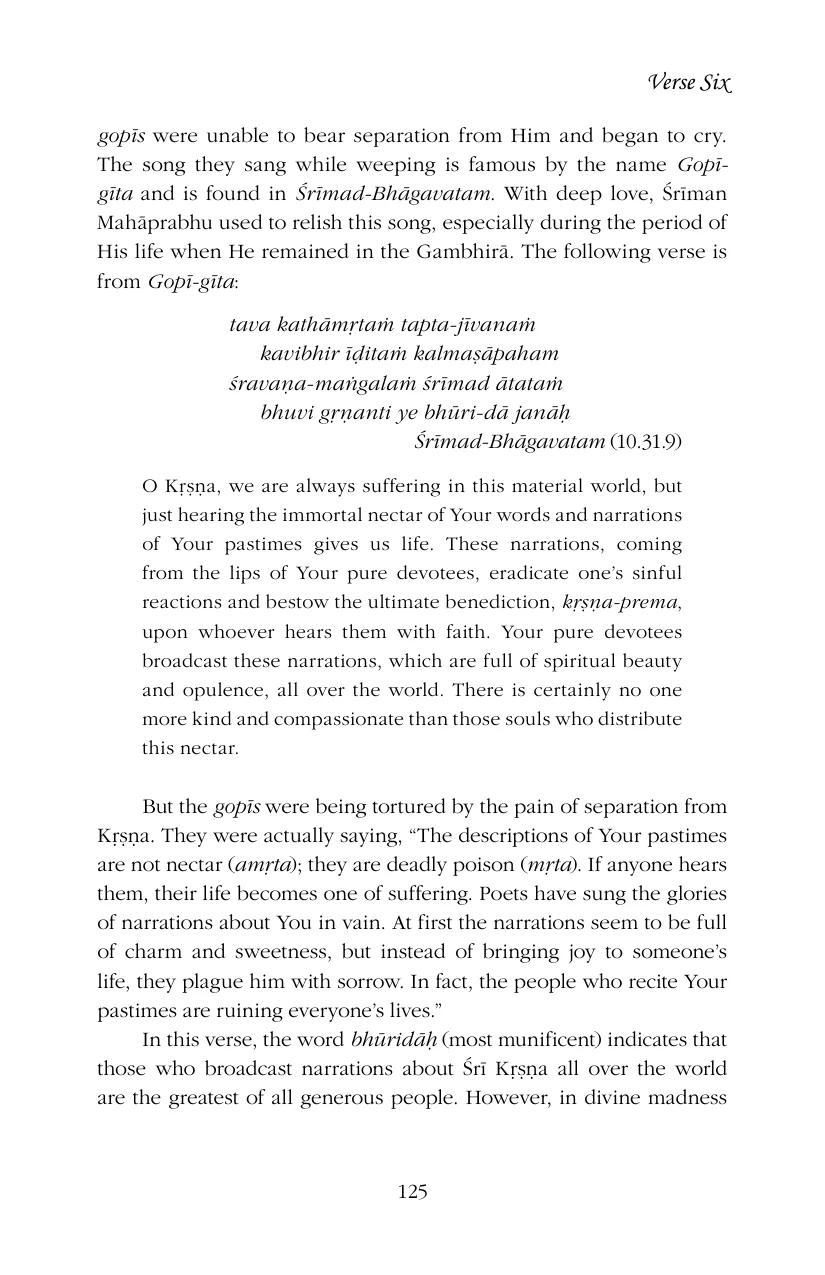 Verse Six
gopīs were unable to bear separation from Him and began to cry.
The song they sang while weeping is famous by the name Gopī-
gīta and is found in Śrīmad-Bhāgavatam. With deep love, Śrīman
Mahāprabhu used to relish this song, especially during the period of
His life when He remained in the Gambhirā. The following verse is
from Gopī-gīta:
tava kathāmṛtaṁ tapta-jīvanaṁ
kavibhir īḍitaṁ kalmaṣāpaham
śravaṇa-maṅgalaṁ śrīmad ātataṁ
bhuvi gṛṇanti ye bhūri-dā janāḥ
Śrīmad-Bhāgavatam (10.31.9)
O Kṛṣṇa, we are always suffering in this material world, but
just hearing the immortal nectar of Your words and narrations
of Your pastimes gives us life. These narrations, coming
from the lips of Your pure devotees, eradicate one’s sinful
reactions and bestow the ultimate benediction, kṛṣṇa-prema,
upon whoever hears them with faith. Your pure devotees
broadcast these narrations, which are full of spiritual beauty
and opulence, all over the world. There is certainly no one
more kind and compassionate than those souls who distribute
this nectar.
But the gopīs were being tortured by the pain of separation from
Kṛṣṇa. They were actually saying, “The descriptions of Your pastimes
are not nectar (amṛta); they are deadly poison (mṛta). If anyone hears
them, their life becomes one of suffering. Poets have sung the glories
of narrations about You in vain. At first the narrations seem to be full
of charm and sweetness, but instead of bringing joy to someone’s
life, they plague him with sorrow. In fact, the people who recite Your
pastimes are ruining everyone’s lives.”
In this verse, the word bhūridāḥ (most munificent) indicates that
those who broadcast narrations about Śrī Kṛṣṇa all over the world
are the greatest of all generous people. However, in divine madness
125